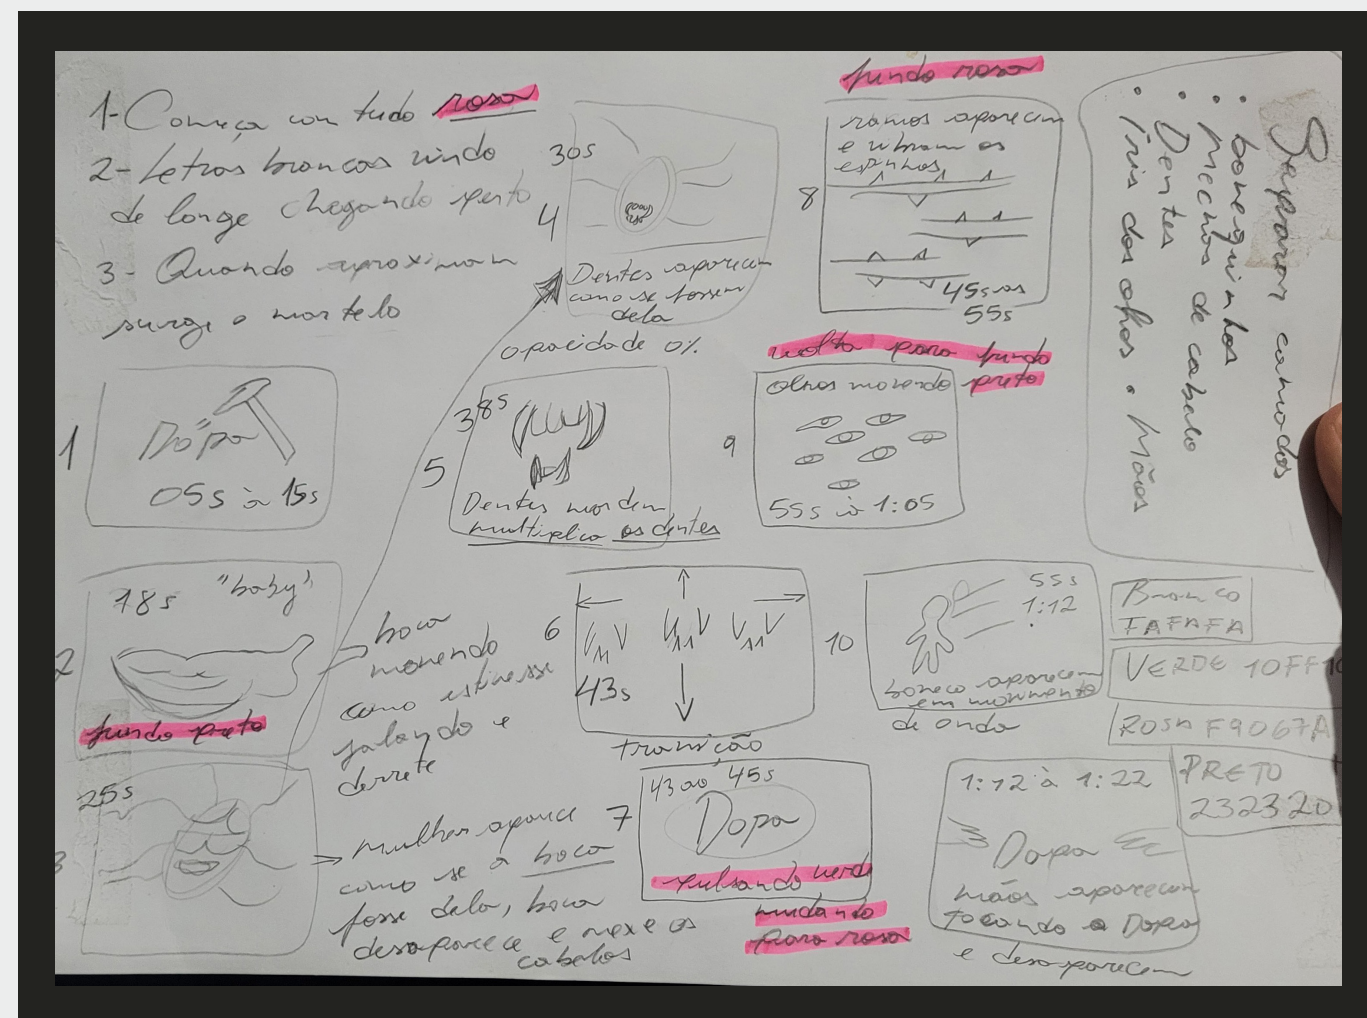 1- Começa com tudo rosa
2- Letras brancas vindo
de longe chegando perto
3- Quando aproximam
surge o martelo
1
Dopa
05s à 15s
2
18s "baby"
fundo preto
boca
movendo
como estivesse
falando e
derrete
3
25s
mulher aparece
como se a boca
fosse dela, boca
desaparece e mexe os
cabelos
30s
4
Dentes aparecem
como se fossem
dela
opacidade 0%
5
38s
Dentes mordem
multiplica os dentes
6
43s
transição
7
43 ao 45s
Dopa
pulsando verde
mudando
para rosa
fundo rosa
8
ramos aparecem
e vibram os
espinhos
45s aos
55s
volta para fundo
preto
9
olhos movendo
55s à 1:05
10
55s
1:12
boneco aparecem
em movimento
de onda
1:12 à 1:22
Dopa
mãos aparecem
tocando a Dopa
e desaparecem
Separar camadas
• bonequinhos
• mechas de cabelo
• Dentes
• Íris dos olhos • Mãos
Branco
FAFAFA
VERDE 10FF10
ROSA F9067A
PRETO
232320